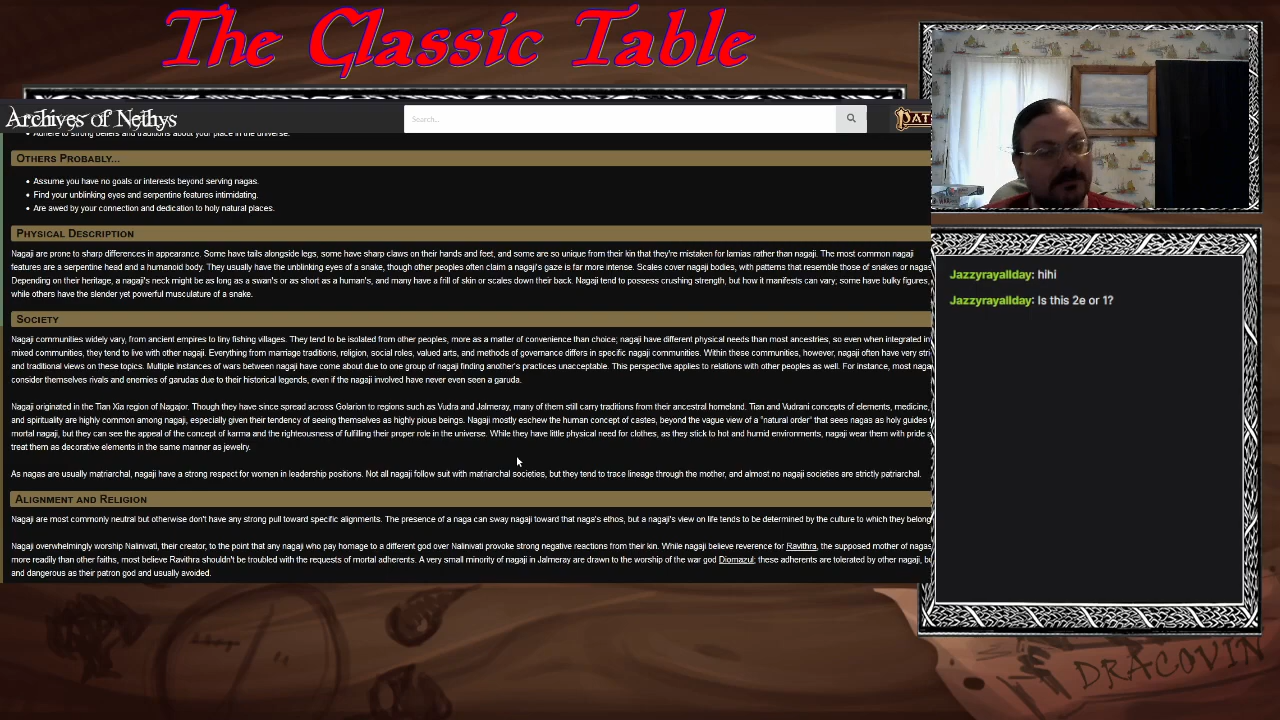 The Classic Table
Archives of Nethys
Search...
PAT
Adhere to strong beliefs and traditions about your place in the universe.
Others Probably...
Assume you have no goals or interests beyond serving nagas.
Find your unblinking eyes and serpentine features intimidating.
Are awed by your connection and dedication to holy natural places.
Physical Description
Nagaji are prone to sharp differences in appearance. Some have tails alongside legs, some have sharp claws on their hands and feet, and some are so unique from their kin that they're mistaken for lamias rather than nagaji. The most common nagaji
features are a serpentine head and a humanoid body. They usually have the unblinking eyes of a snake, though other peoples often claim a nagaji's gaze is far more intense. Scales cover nagaji bodies, with patterns that resemble those of snakes or nagas
Depending on their heritage, a nagaji's neck might be as long as a swan's or as short as a human's, and many have a frill of skin or scales down their back. Nagaji tend to possess crushing strength, but how it manifests can vary; some have bulky figures,
while others have the slender yet powerful musculature of a snake.
Society
Nagaji communities widely vary, from ancient empires to tiny fishing villages. They tend to be isolated from other peoples, more as a matter of convenience than choice; nagaji have different physical needs than most ancestries, so even when integrated in
mixed communities, they tend to live with other nagaji. Everything from marriage traditions, religion, social roles, valued arts, and methods of governance differs in specific nagaji communities. Within these communities, however, nagaji often have very stri
and traditional views on these topics. Multiple instances of wars between nagaji have come about due to one group of nagaji finding another's practices unacceptable. This perspective applies to relations with other peoples as well. For instance, most naga
consider themselves rivals and enemies of garudas due to their historical legends, even if the nagaji involved have never even seen a garuda.
Nagaji originated in the Tian Xia region of Nagajor. Though they have since spread across Golarion to regions such as Vudra and Jalmeray, many of them still carry traditions from their ancestral homeland. Tian and Vudrani concepts of elements, medicine,
and spirituality are highly common among nagaji, especially given their tendency of seeing themselves as highly pious beings. Nagaji mostly eschew the human concept of castes, beyond the vague view of a "natural order" that sees nagas as holy guides t
mortal nagaji, but they can see the appeal of the concept of karma and the righteousness of fulfilling their proper role in the universe. While they have little physical need for clothes, as they stick to hot and humid environments, nagaji wear them with pride a
treat them as decorative elements in the same manner as jewelry.
As nagas are usually matriarchal, nagaji have a strong respect for women in leadership positions. Not all nagaji follow suit with matriarchal societies, but they tend to trace lineage through the mother, and almost no nagaji societies are strictly patriarchal.
Alignment and Religion
Nagaji are most commonly neutral but otherwise don't have any strong pull toward specific alignments. The presence of a naga can sway nagaji toward that naga's ethos, but a nagaji's view on life tends to be determined by the culture to which they belong
Nagaji overwhelmingly worship Nalinivati, their creator, to the point that any nagaji who pay homage to a different god over Nalinivati provoke strong negative reactions from their kin. While nagaji believe reverence for Ravithra, the supposed mother of nagas
more readily than other faiths, most believe Ravithra shouldn't be troubled with the requests of mortal adherents. A very small minority of nagaji in Jalmeray are drawn to the worship of the war god Diomazul; these adherents are tolerated by other nagaji, b
and dangerous as their patron god and usually avoided.
Jazzyrayallday: hihi
Jazzyrayallday: Is this 2e or 1?
DRACOVIN